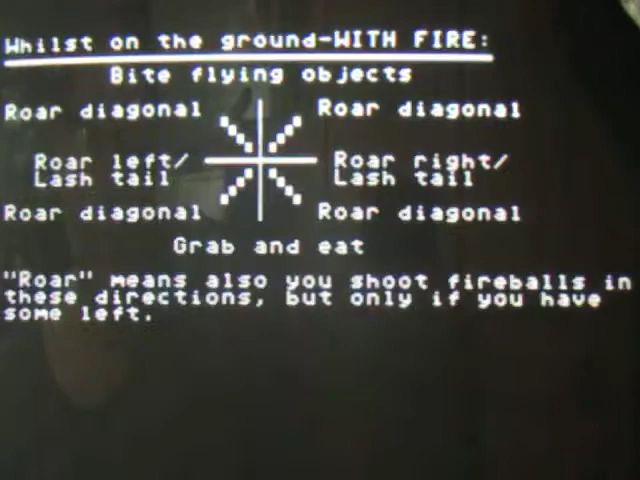 Whilst on the ground-WITH FIRE:
Bite flying objects
Roar diagonal Roar diagonal
Roar left/ Roar right/
Lash tail Lash tail
Roar diagonal Roar diagonal
Grab and eat
"Roar" means also you shoot fireballs in
these directions, but only if you have
some left.